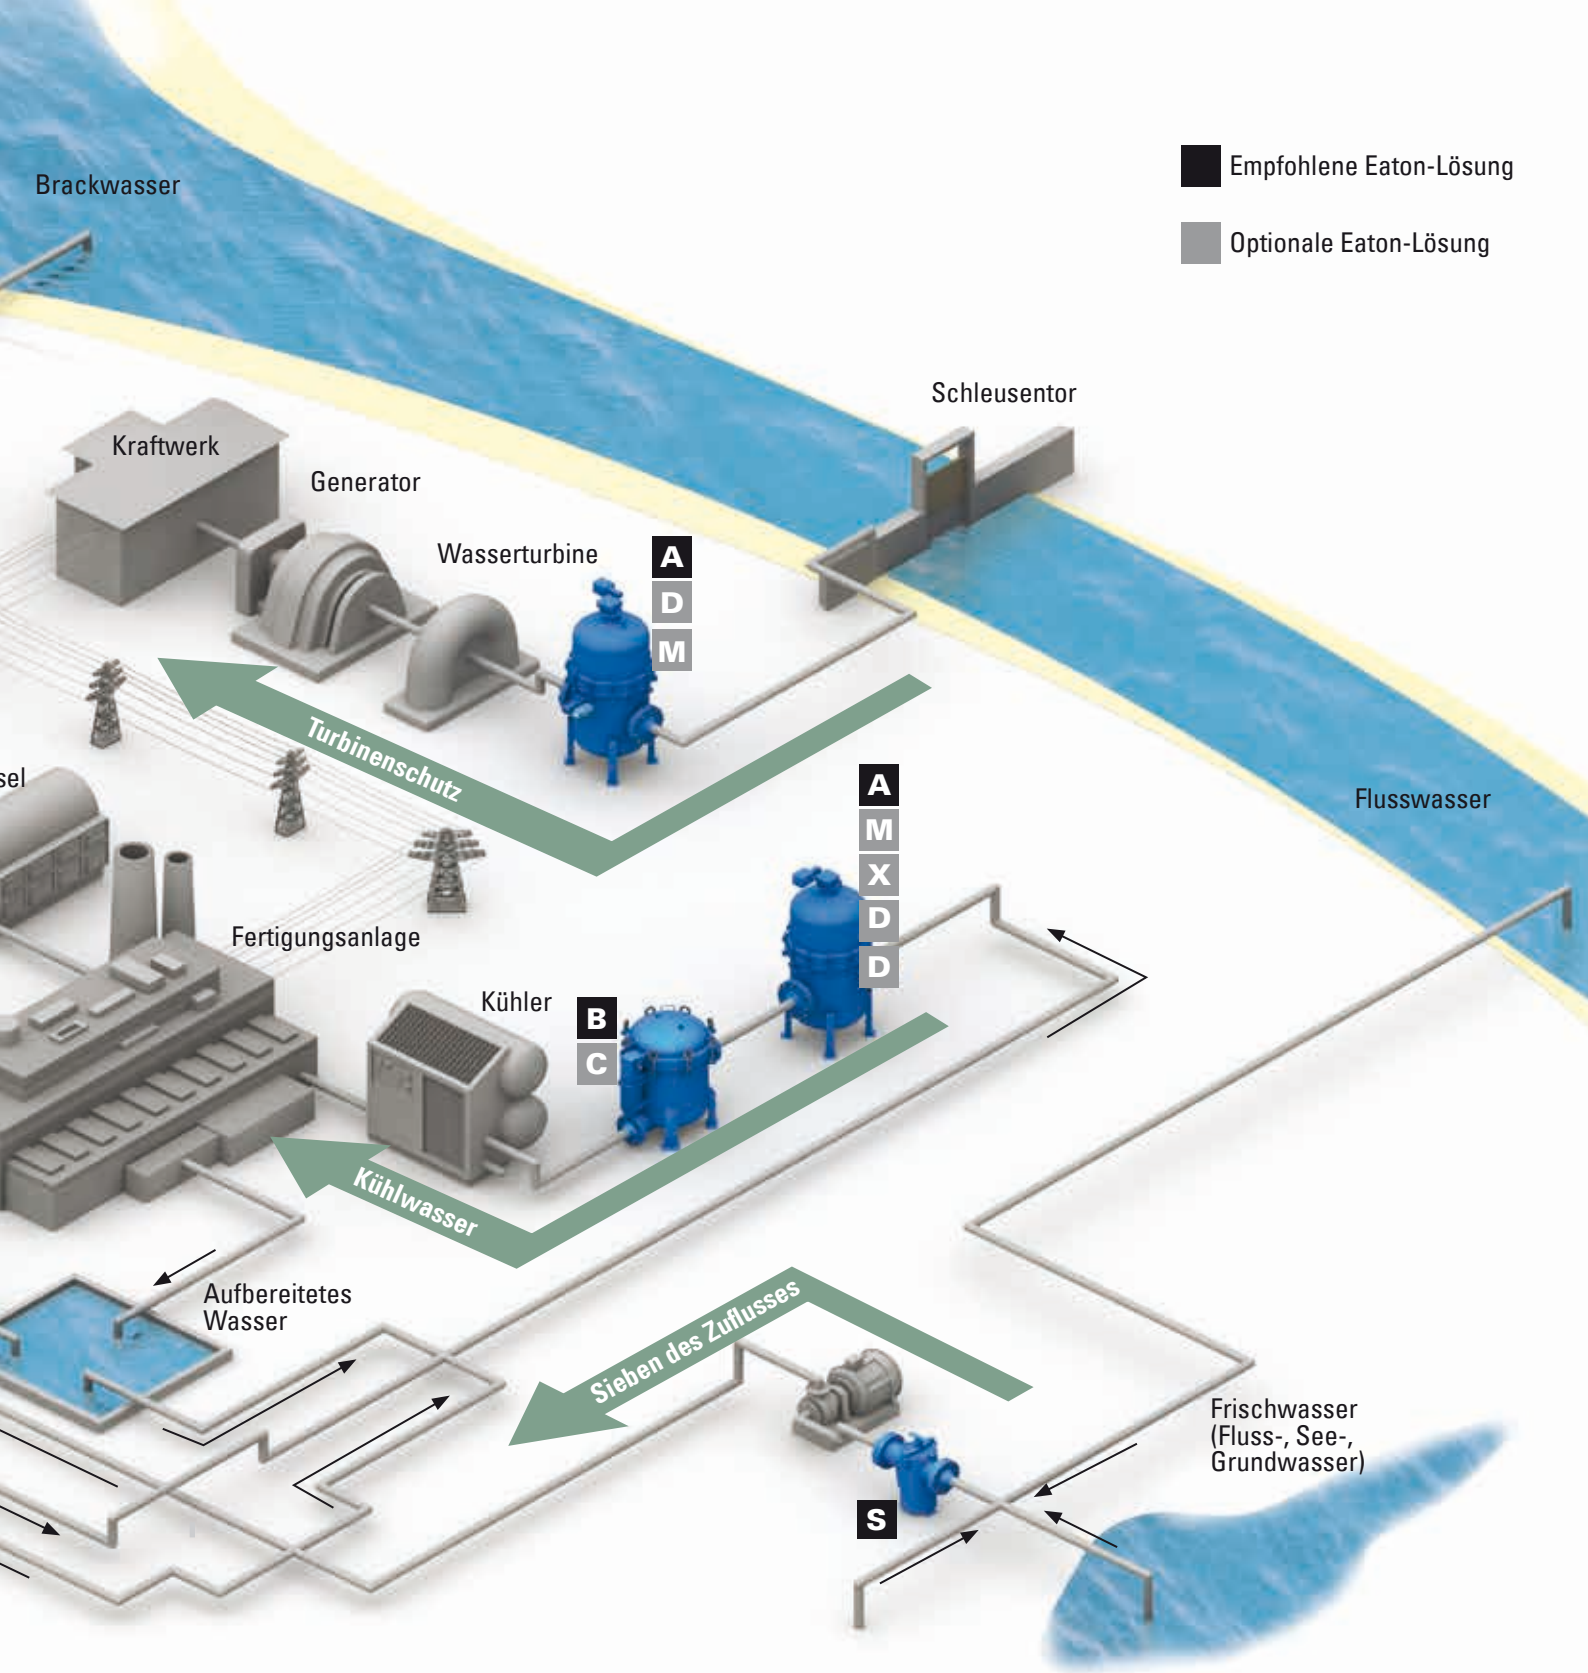 Empfohlene Eaton-Lösung
Optionale Eaton-Lösung
Brackwasser
Schleusentor
Kraftwerk
Generator
Wasserturbine
A
D
M
Turbinenschutz
sel
Flusswasser
A
M
X
D
D
Fertigungsanlage
Kühler
B
C
Kühlwasser
Aufbereitetes
Wasser
Sieben des Zuflusses
Frischwasser
(Fluss-, See-,
Grundwasser)
S